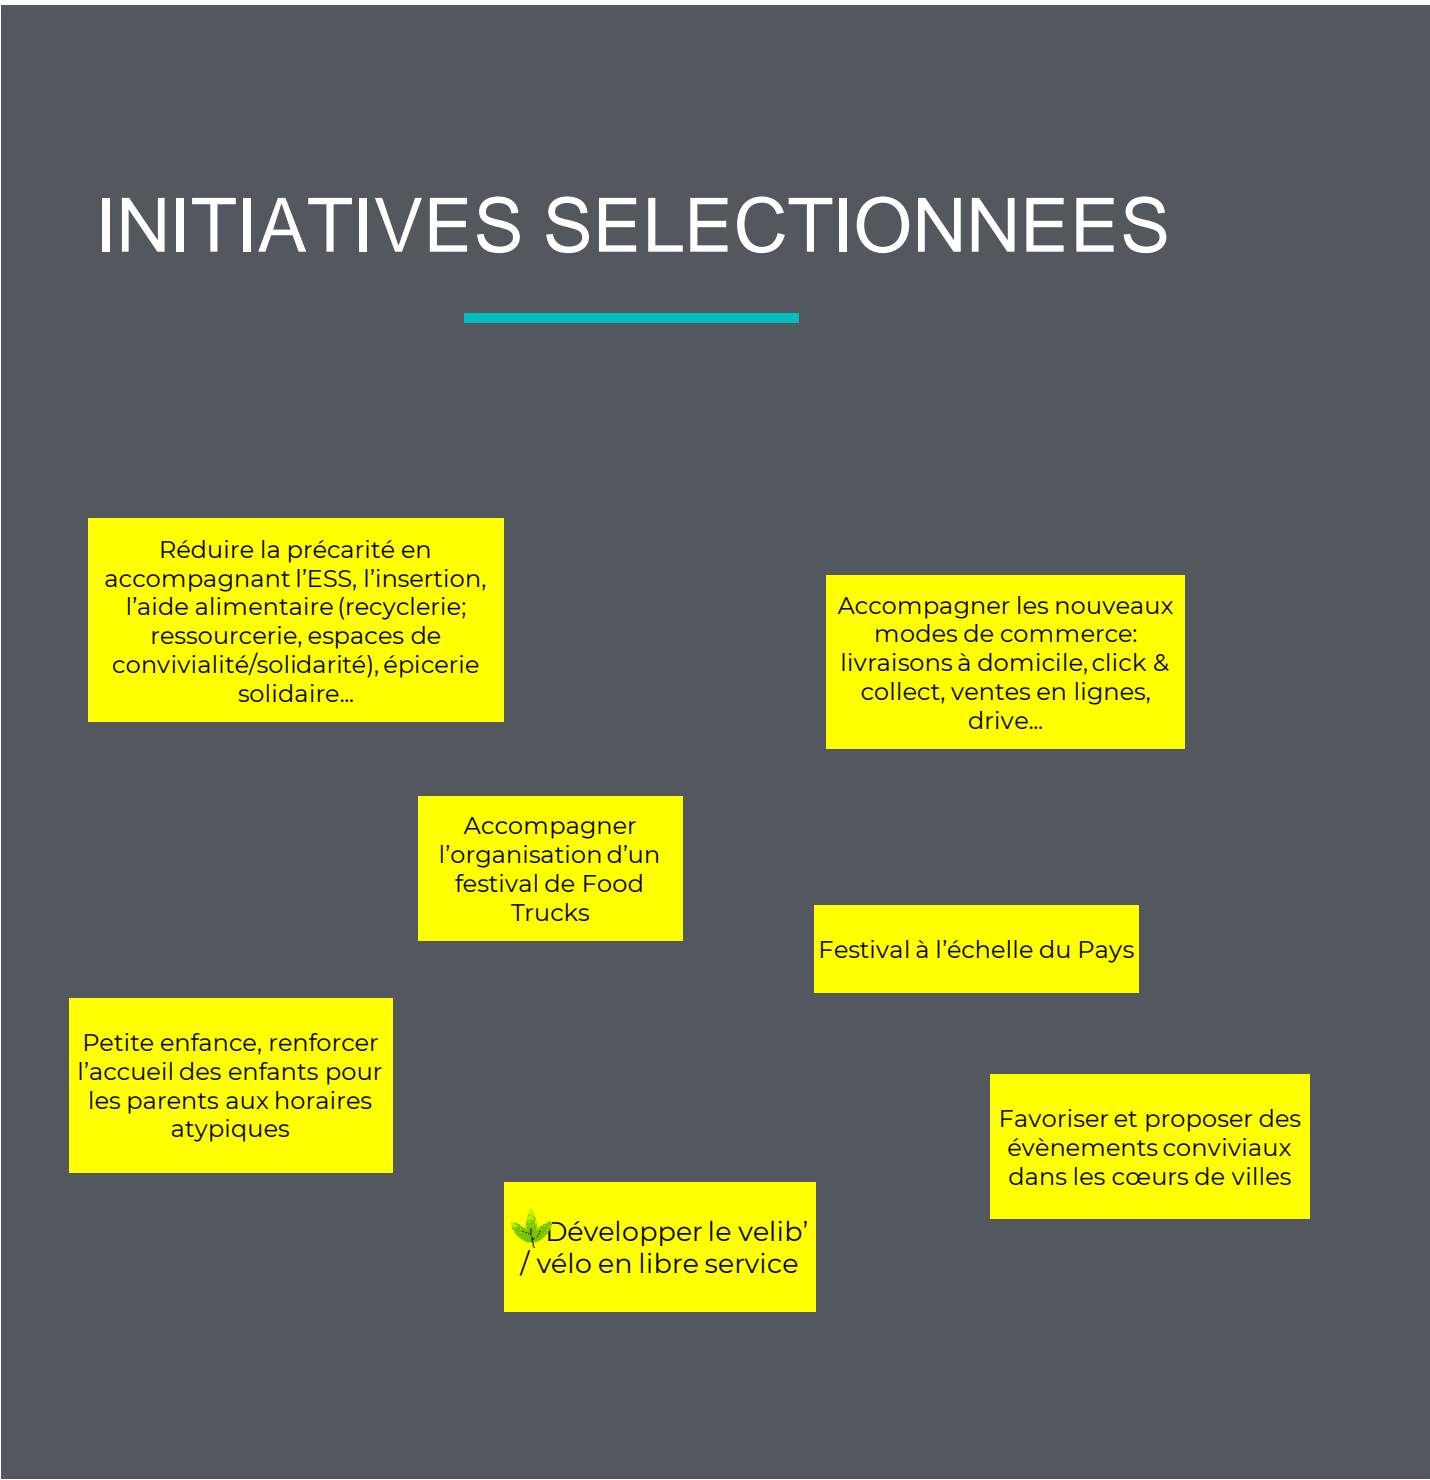 INITIATIVES SELECTIONNEES
Réduire la précarité en
accompagnant l’ESS, l’insertion,
l’aide alimentaire (recyclerie;
ressourcerie, espaces de
convivialité/solidarité), épicerie
solidaire...
Accompagner les nouveaux
modes de commerce:
livraisons à domicile, click &
collect, ventes en lignes,
drive...
Accompagner
l’organisation d’un
festival de Food
Trucks
Festival à l’échelle du Pays
Petite enfance, renforcer
l’accueil des enfants pour
les parents aux horaires
atypiques
Favoriser et proposer des
évènements conviviaux
dans les cœurs de villes
Développer le velib’
/ vélo en libre service